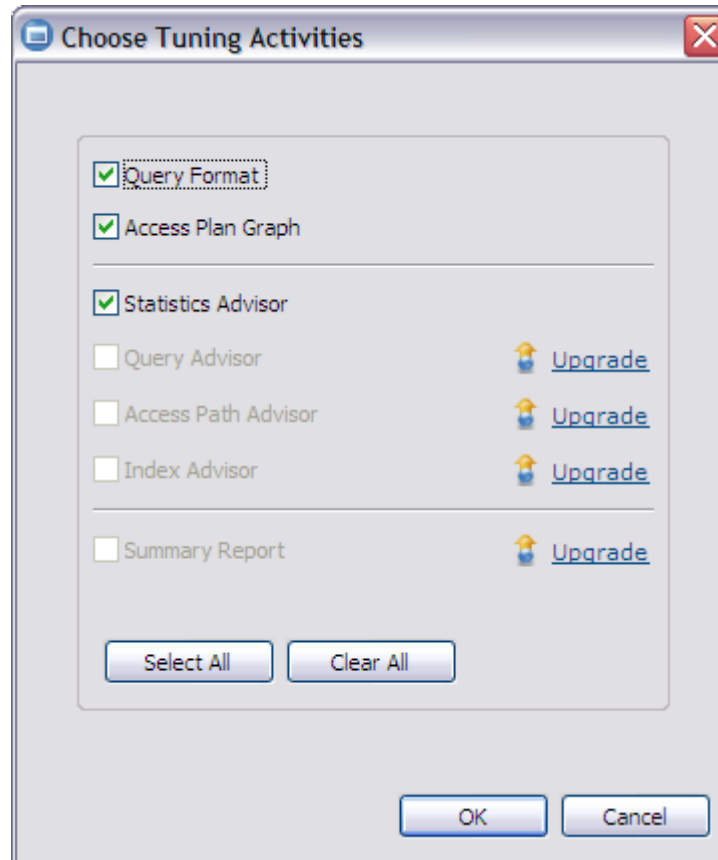 Choose Tuning Activities
Query Format
Access Plan Graph
Statistics Advisor
Query Advisor Upgrade
Access Path Advisor Upgrade
Index Advisor Upgrade
Summary Report Upgrade
Select All Clear All
OK Cancel